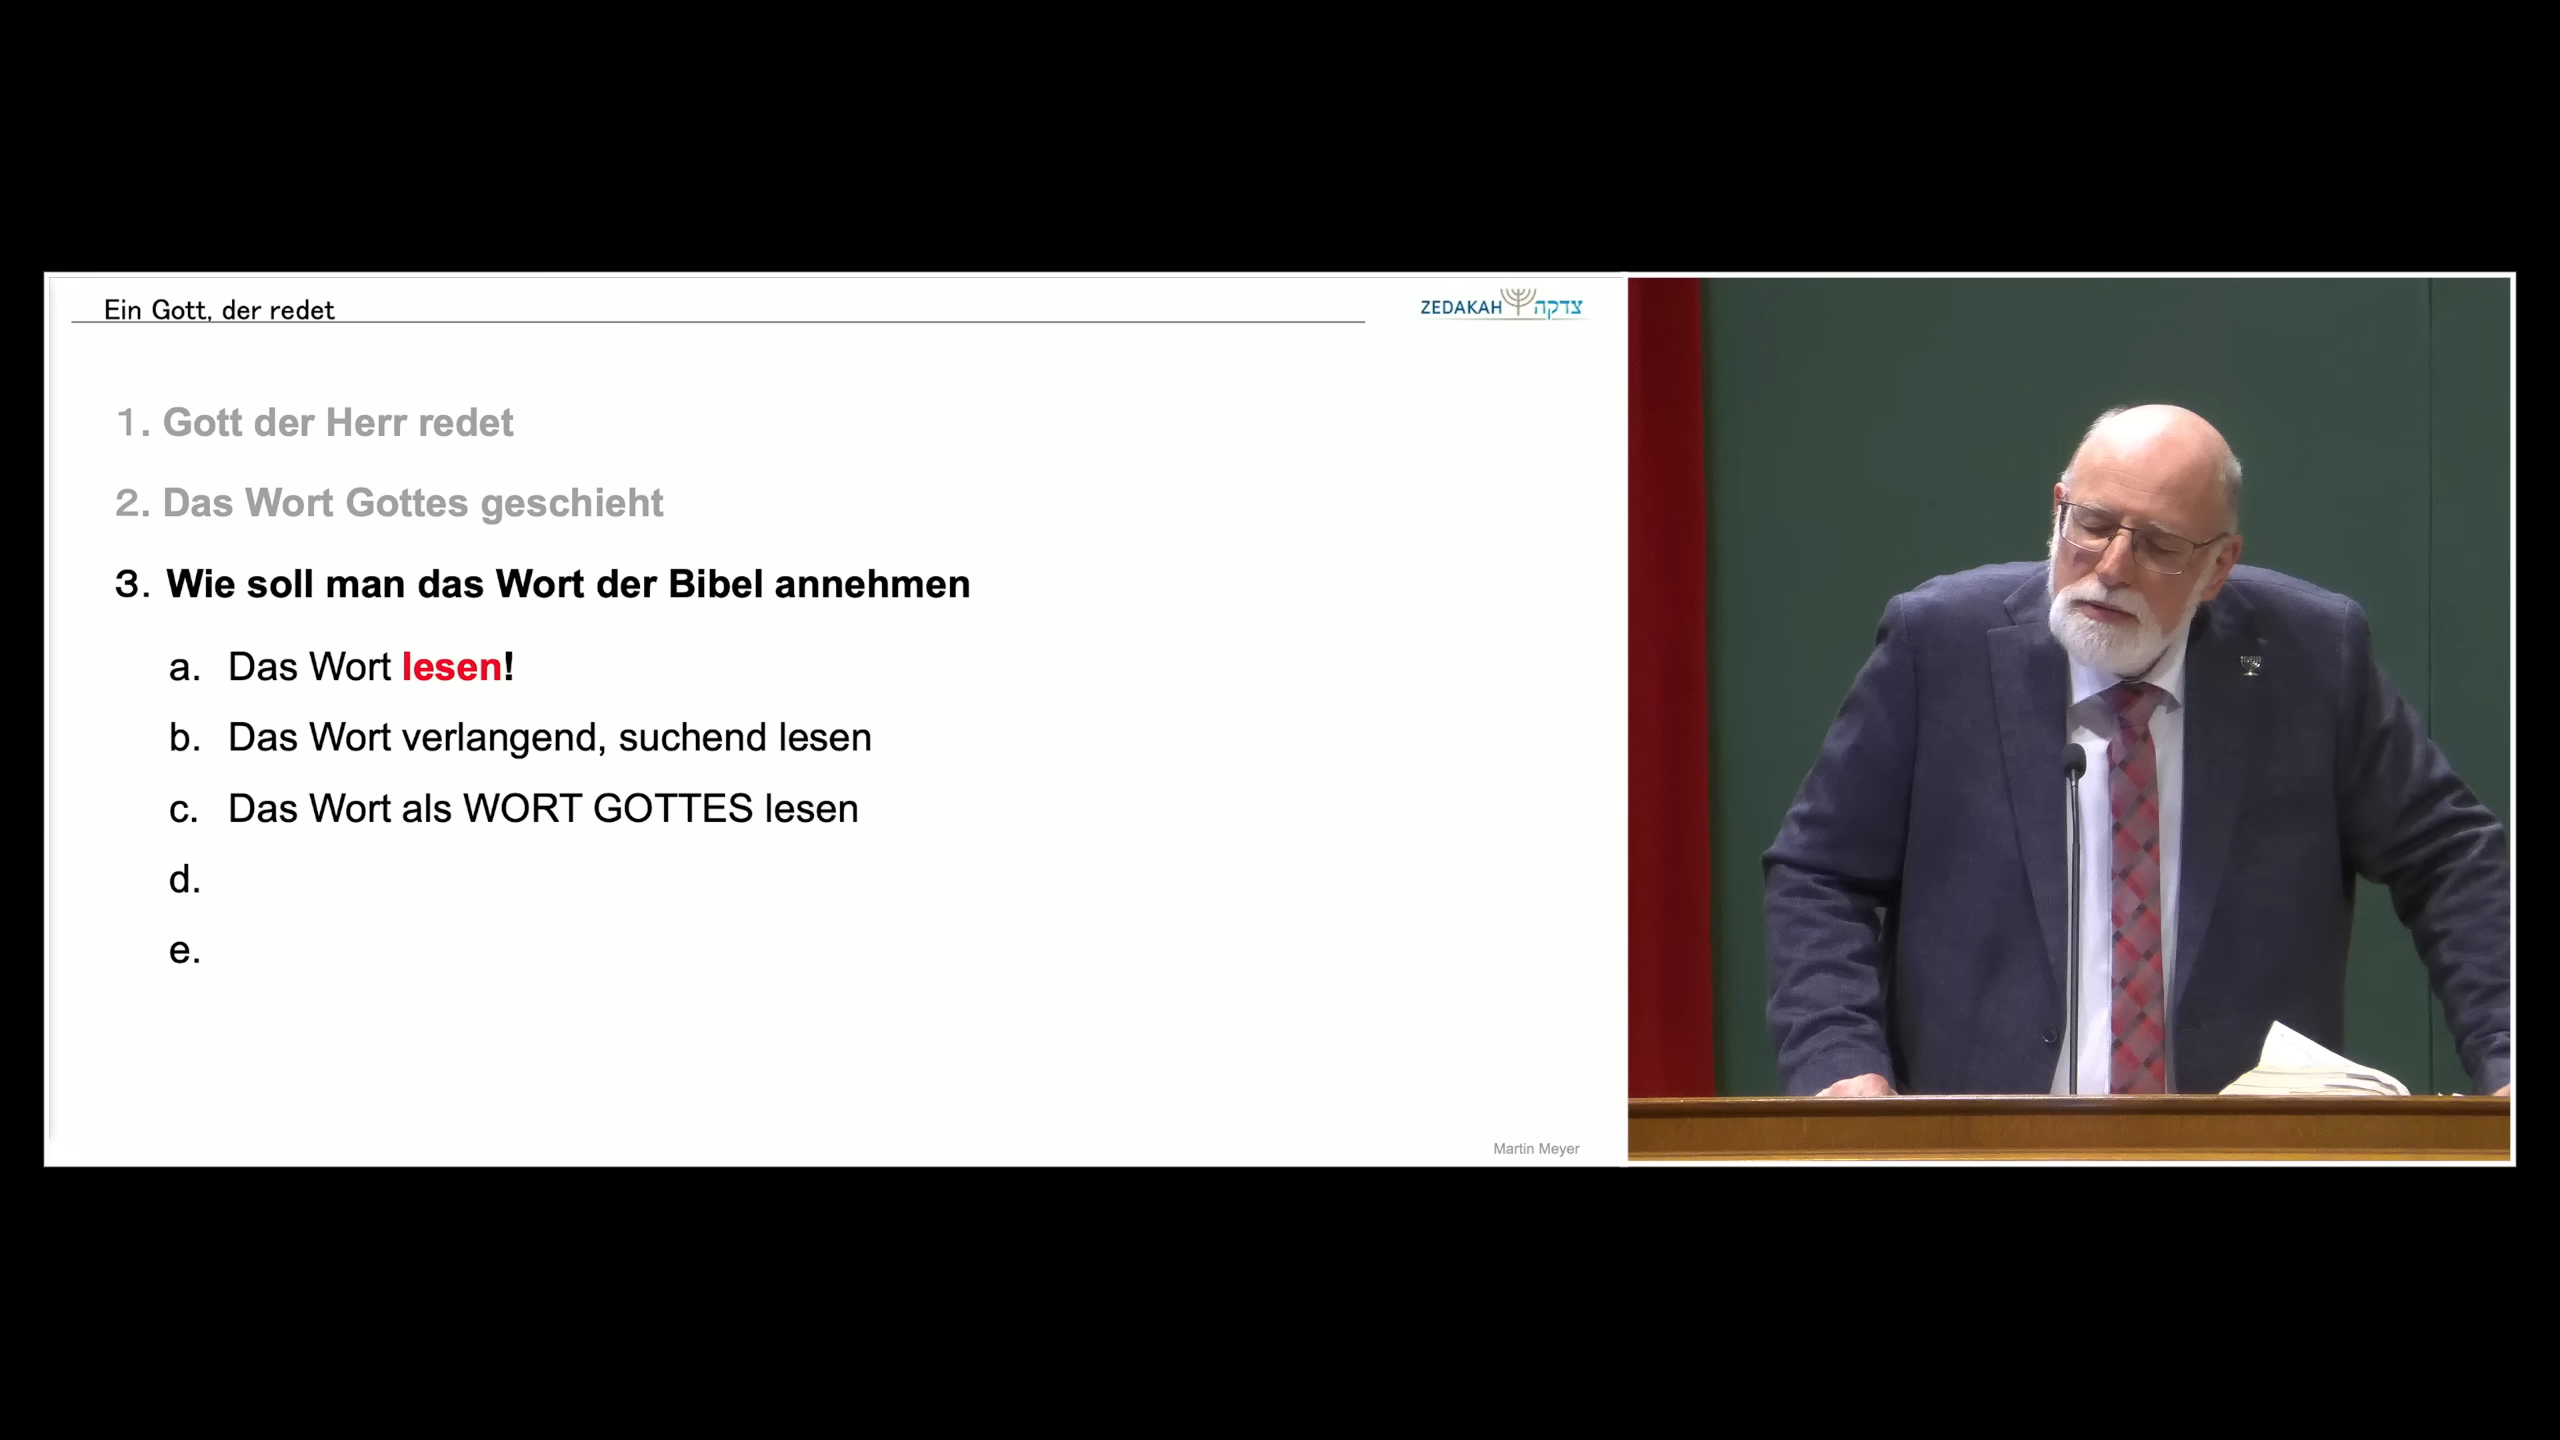 Ein Gott, der redet
ZEDAKAH צדקה
1. Gott der Herr redet
2. Das Wort Gottes geschieht
3. Wie soll man das Wort der Bibel annehmen
a. Das Wort lesen!
b. Das Wort verlangend, suchend lesen
c. Das Wort als WORT GOTTES lesen
d.
e.
Martin Meyer